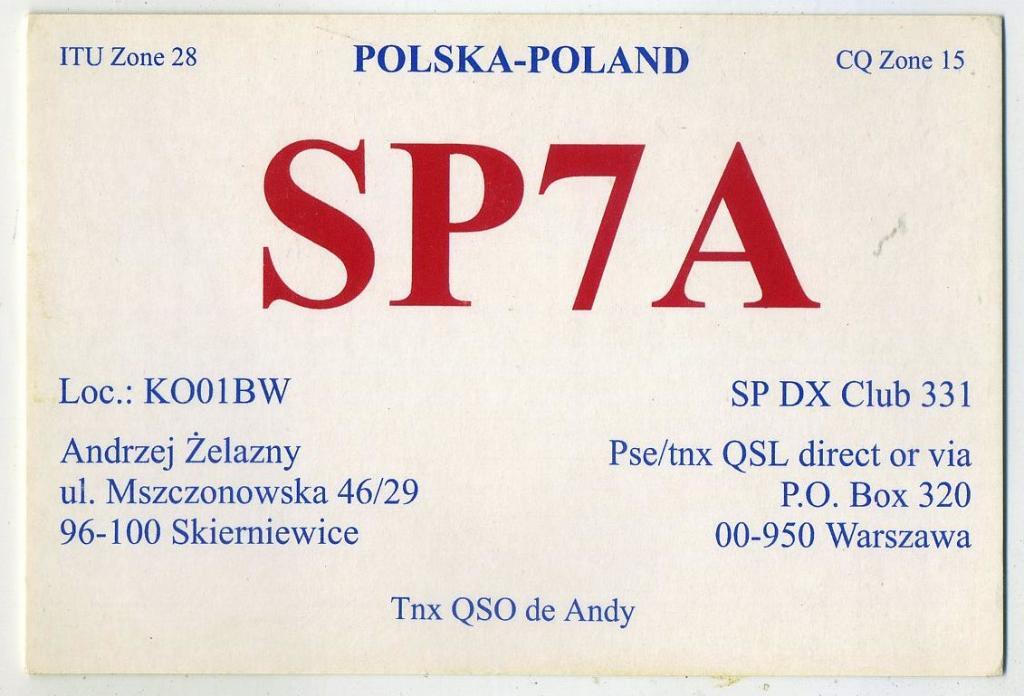 ITU Zone 28
POLSKA-POLAND
CQ Zone 15
SP7A
Loc.: KO01BW
Andrzej Żelazny
ul. Mszczonowska 46/29
96-100 Skierniewice
SP DX Club 331
Pse/tnx QSL direct or via
P.O. Box 320
00-950 Warszawa
Tnx QSO de Andy